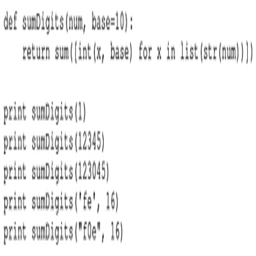 def sumDigits(num, base=10):
    return sum([int(x, base) for x in list(str(num))])
print sumDigits(1)
print sumDigits(12345)
print sumDigits(123045)
print sumDigits('fe', 16)
print sumDigits("f0e", 16)